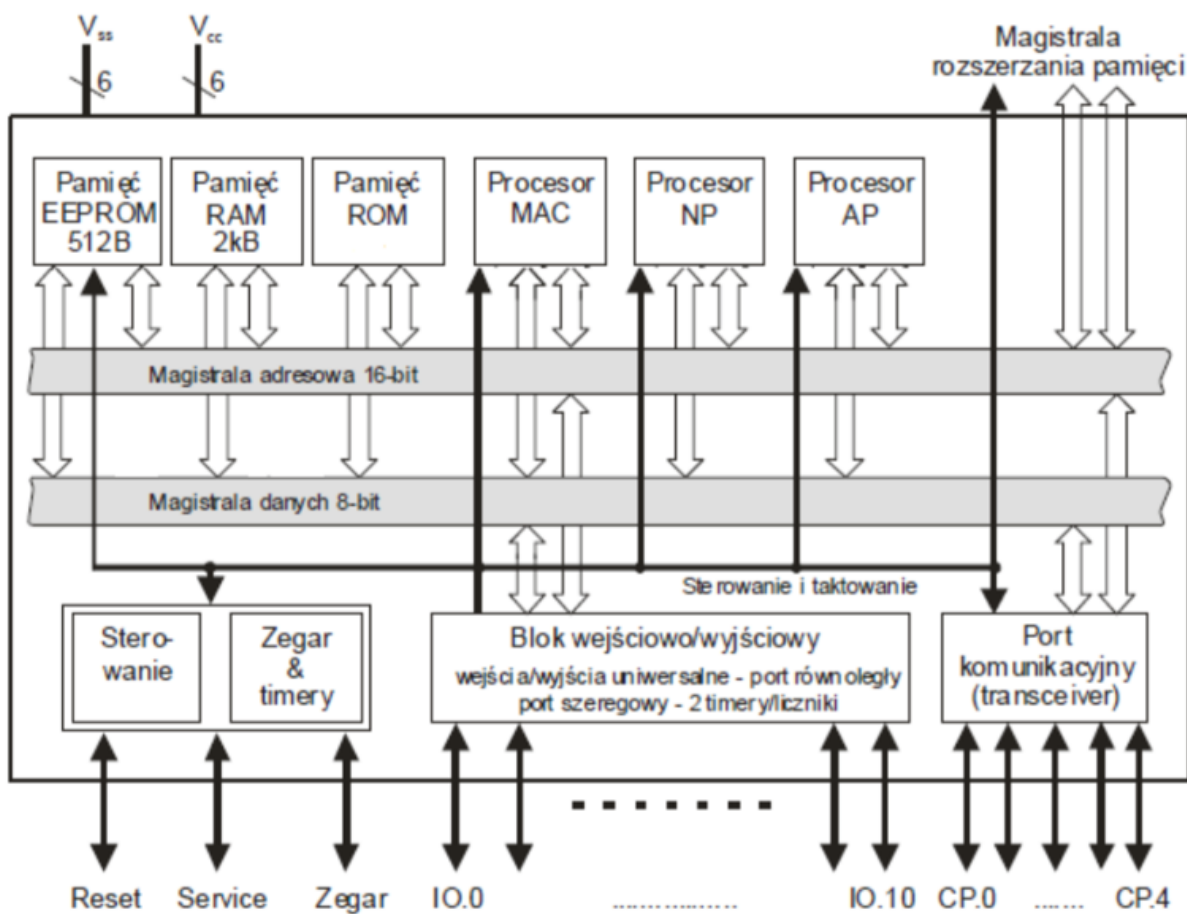 Vss
Vcc
6
6
Magistrala
rozszerzania pamięci
Pamięć
EEPROM
512B
Pamięć
RAM
2kB
Pamięć
ROM
Procesor
MAC
Procesor
NP
Procesor
AP
Magistrala adresowa 16-bit
Magistrala danych 8-bit
Sterowanie i taktowanie
Stero-
wanie
Zegar
&
timery
Blok wejściowo/wyjściowy
wejścia/wyjścia uniwersalne - port równoległy
port szeregowy - 2 timery/liczniki
Port
komunikacyjny
(transceiver)
Reset
Service
Zegar
IO.0
..............
IO.10
CP.0
.......
CP.4